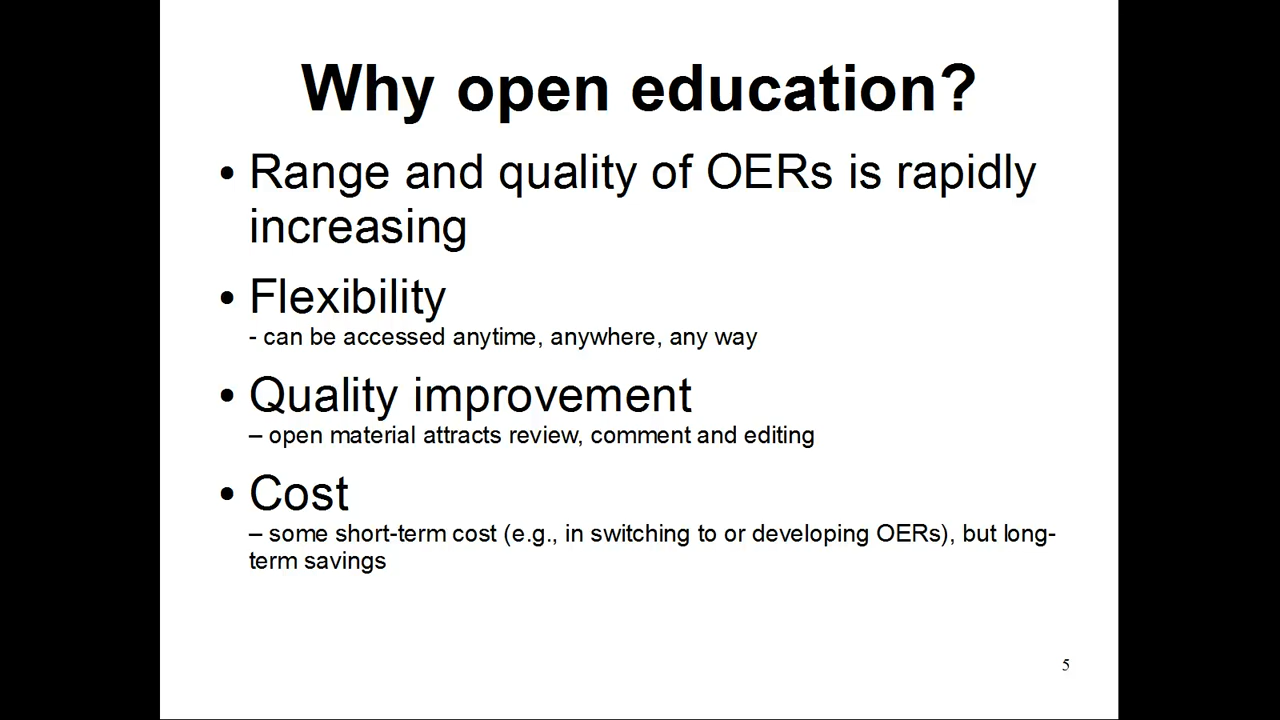 Why open education?
• Range and quality of OERs is rapidly
increasing
• Flexibility
- can be accessed anytime, anywhere, any way
• Quality improvement
– open material attracts review, comment and editing
• Cost
– some short-term cost (e.g., in switching to or developing OERs), but long-
term savings
5